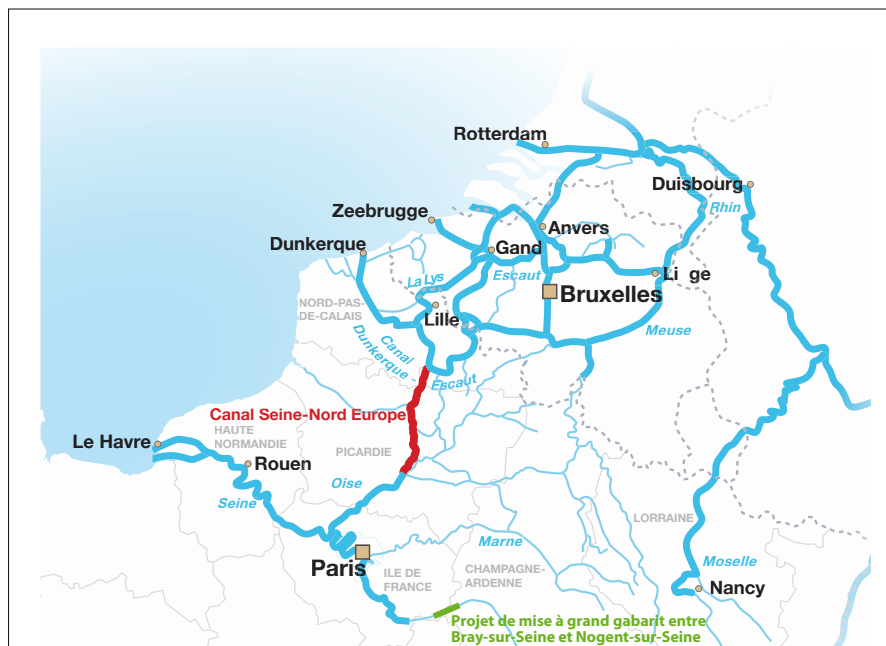 Rotterdam
Duisbourg
Rhin
Zeebrugge
Anvers
Dunkerque
Gand
La Lys
Escaut
Li ge
NORD-PAS-
DE-CALAIS
Bruxelles
Lille
Meuse
Canal
Dunkerque -
Escaut
Canal Seine-Nord Europe
HAUTE
NORMANDIE
Le Havre
PICARDIE
Rouen
Oise
Seine
LORRAINE
Marne
Moselle
Paris
ILE DE
FRANCE
CHAMPAGNE-
ARDENNE
Nancy
Projet de mise à grand gabarit entre
Bray-sur-Seine et Nogent-sur-Seine